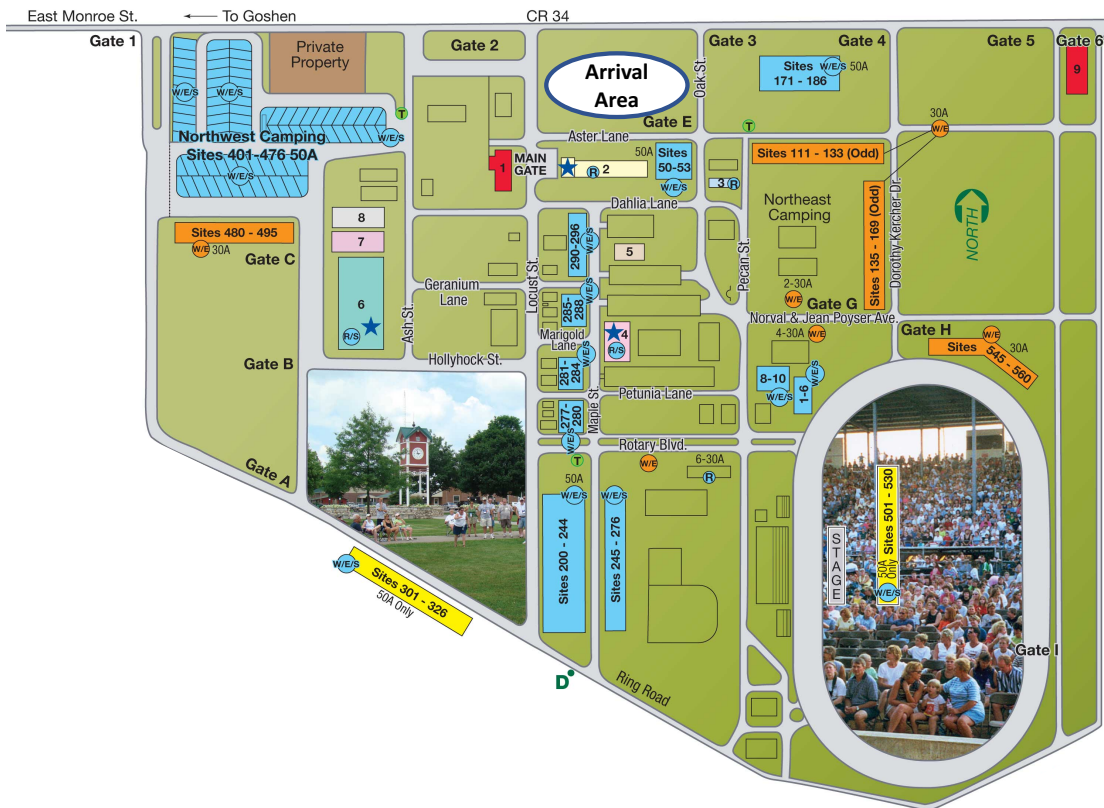 East Monroe St.
To Goshen
CR 34
Gate 1
Gate 2
Gate 3
Gate 4
Gate 5
Gate 6
Private
Property
Arrival
Area
Oak St.
Sites
171 - 186
W/E/S
50A
9
W/E/S
W/E/S
T
Northwest Camping
Sites 401-476 50A
W/E/S
W/E/S
Gate E
T
30A
W/E
Aster Lane
1
MAIN
GATE
2
R
50A
Sites
50-53
W/E/S
3
R
Sites 111 - 133 (Odd)
Sites 135 - 169 (Odd)
Dorothy Kercher Dr.
NORTH
Dahlia Lane
Northeast
Camping
8
7
Sites 480 - 495
W/E
30A
Gate C
290-296
W/E/S
5
Locust St.
Pecan St.
Geranium
Lane
6
R/S
Ash St.
285-
288
W/E/S
2-30A
W/E
Gate G
Norval & Jean Poyser Ave.
Marigold
Lane
4
R/S
4-30A
W/E
Gate H
W/E
30A
Sites 545 - 560
Hollyhock St.
Gate B
281-
284
W/E/S
8-10
W/E/S
1-6
W/E/S
Petunia Lane
Maple St.
277-
280
W/E/S
Rotary Blvd.
T
W/E
6-30A
R
Gate A
50A
W/E/S
Sites 200 - 244
W/E/S
Sites 245 - 276
Sites 501 - 530
50A
Only
W/E/S
STAGE
W/E/S
Sites 301 - 326
50A Only
Gate I
D
Ring Road